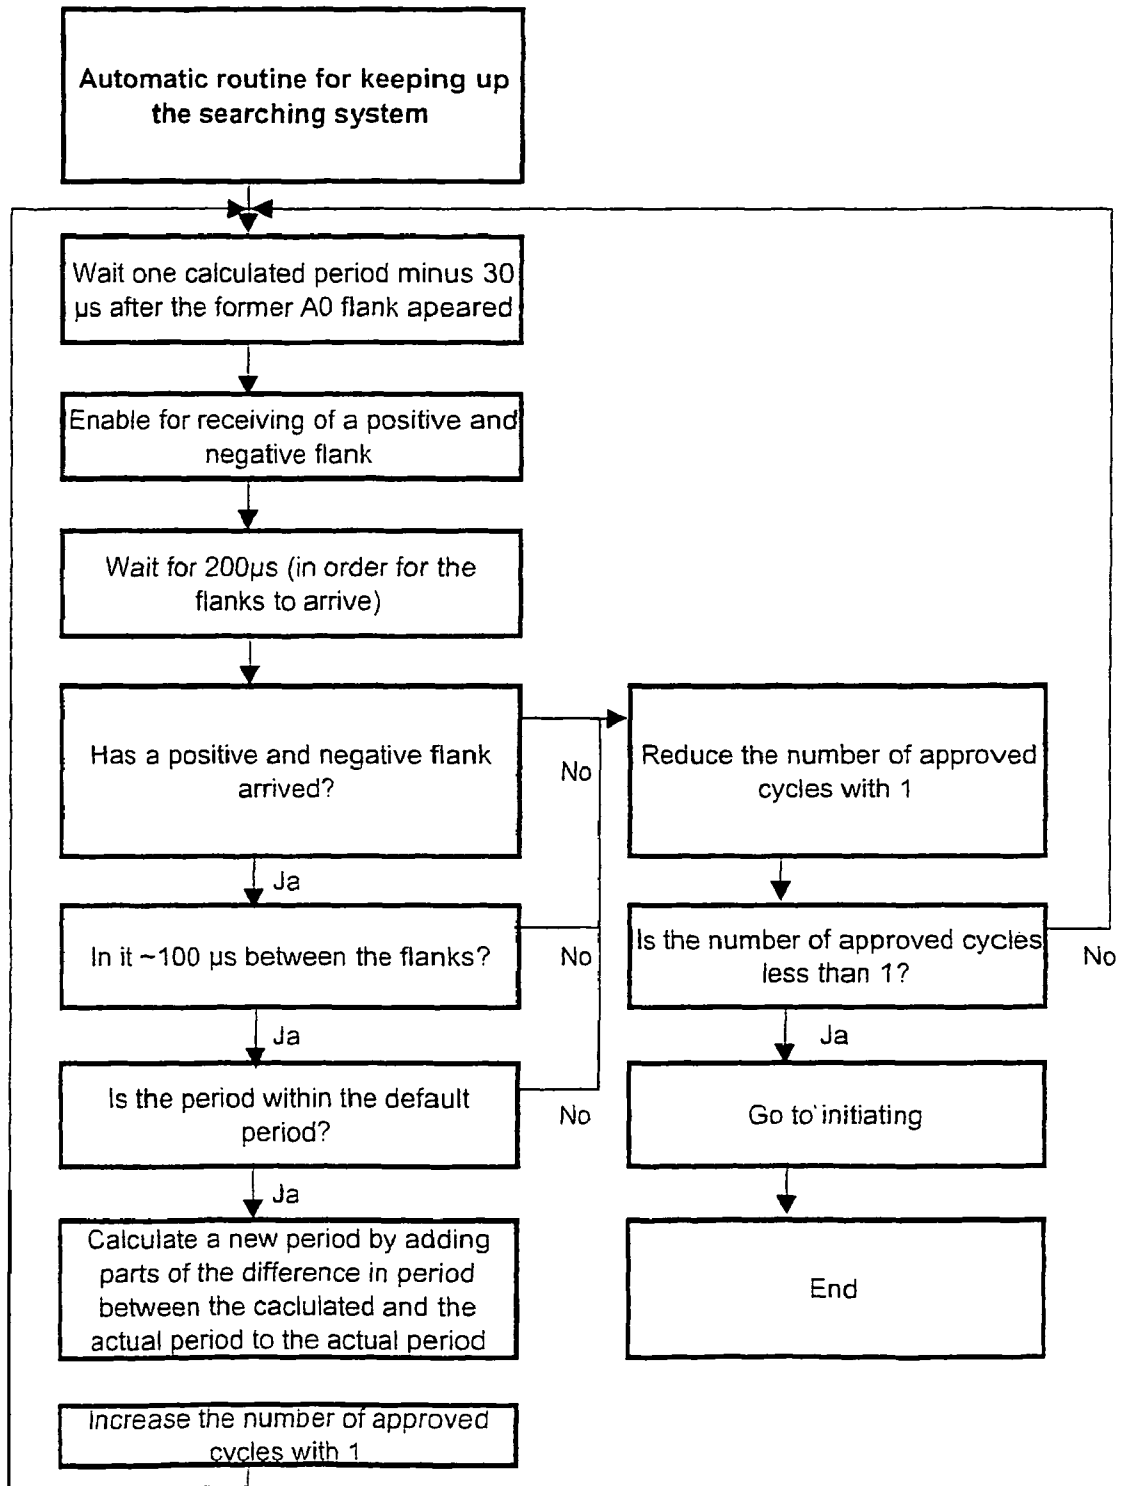 Automatic routine for keeping up
the searching system
Wait one calculated period minus 30
µs after the former A0 flank apeared
Enable for receiving of a positive and
negative flank
Wait for 200µs (in order for the
flanks to arrive)
Has a positive and negative flank
arrived?
No
Reduce the number of approved
cycles with 1
Ja
In it ~100 µs between the flanks?
No
Is the number of approved cycles
less than 1?
No
Ja
Ja
Is the period within the default
period?
No
Go to initiating
Ja
Calculate a new period by adding
parts of the difference in period
between the caclulated and the
actual period to the actual period
End
Increase the number of approved
cycles with 1